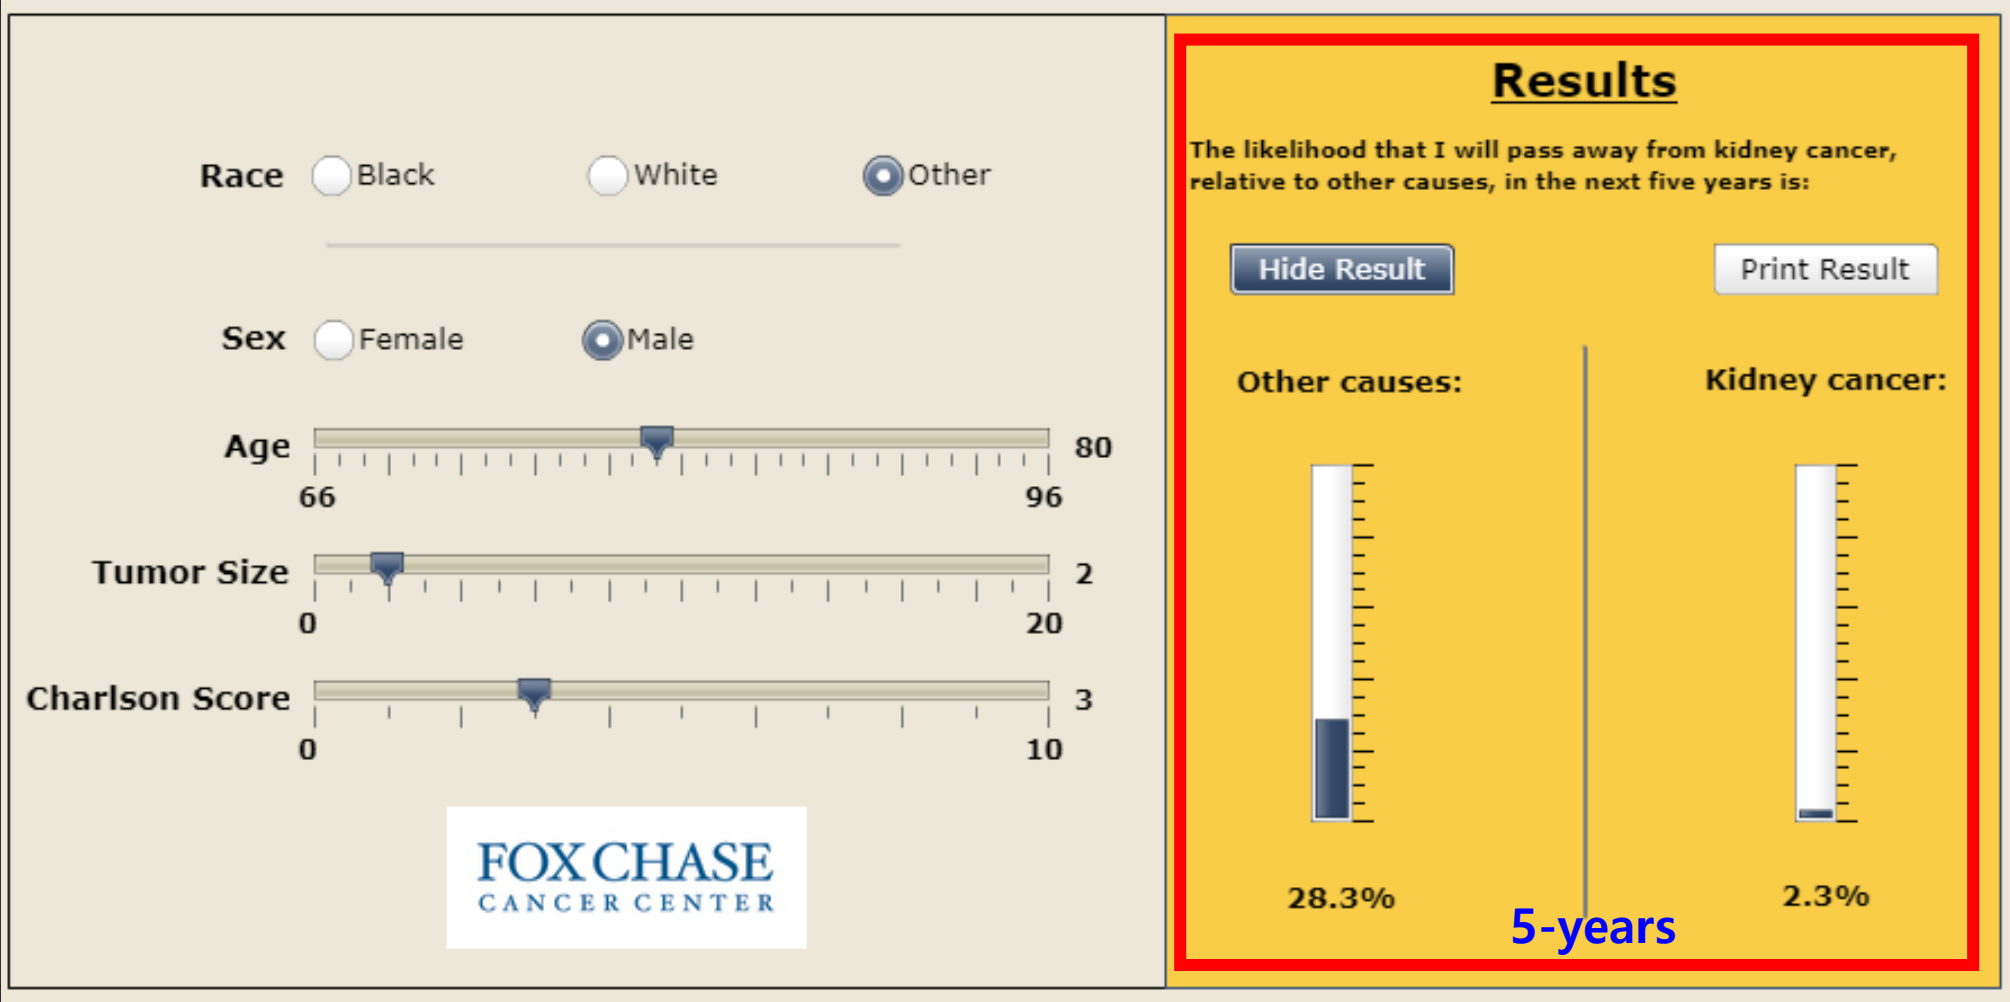 Race Black White Other
Sex Female Male
Age 80
66 96
Tumor Size 2
0 20
Charlson Score 3
0 10
FOX CHASE
CANCER CENTER
Results
The likelihood that I will pass away from kidney cancer,
relative to other causes, in the next five years is:
Hide Result Print Result
Other causes: Kidney cancer:
28.3% 2.3%
5-years